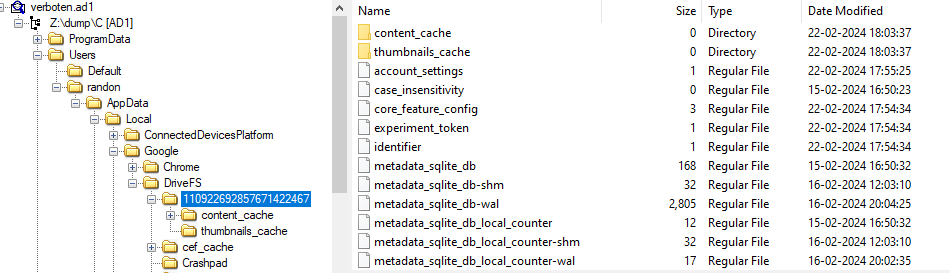 verboten.ad1
Z:\dump\C [AD1]
ProgramData
Users
Default
randon
AppData
Local
ConnectedDevicesPlatform
Google
Chrome
DriveFS
110922692857671422467
content_cache
thumbnails_cache
cef_cache
Crashpad
Name Size Type Date Modified
content_cache 0 Directory 22-02-2024 18:03:37
thumbnails_cache 0 Directory 22-02-2024 18:03:37
account_settings 1 Regular File 22-02-2024 17:55:25
case_insensitivity 0 Regular File 15-02-2024 16:50:23
core_feature_config 3 Regular File 22-02-2024 17:54:34
experiment_token 1 Regular File 22-02-2024 17:54:34
identifier 1 Regular File 22-02-2024 17:54:34
metadata_sqlite_db 168 Regular File 15-02-2024 16:50:32
metadata_sqlite_db-shm 32 Regular File 16-02-2024 12:03:10
metadata_sqlite_db-wal 2,805 Regular File 16-02-2024 20:04:25
metadata_sqlite_db_local_counter 12 Regular File 15-02-2024 16:50:32
metadata_sqlite_db_local_counter-shm 32 Regular File 16-02-2024 12:03:10
metadata_sqlite_db_local_counter-wal 17 Regular File 16-02-2024 20:02:35